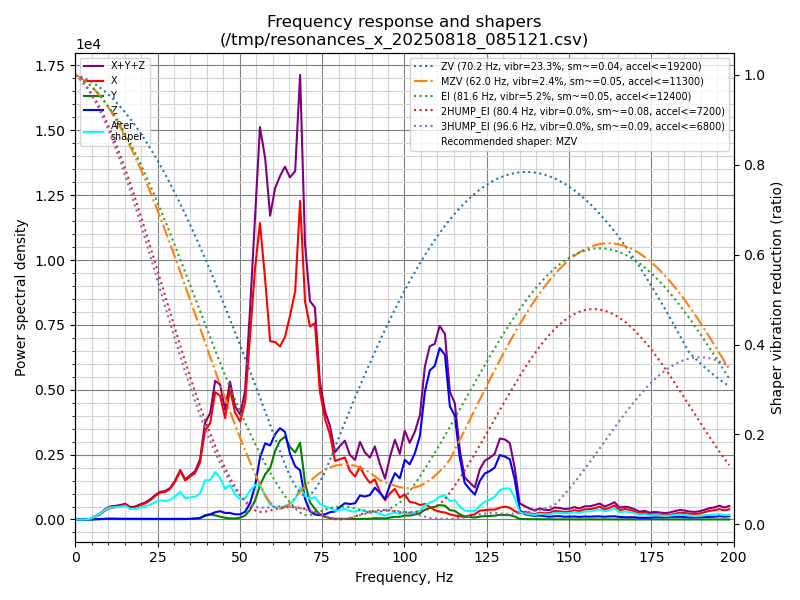 Frequency response and shapers
(/tmp/resonances_x_20250818_085121.csv)
1e4
X+Y+Z
X
Y
Z
After
shaper
ZV (70.2 Hz, vibr=23.3%, sm~=0.04, accel<=19200)
MZV (62.0 Hz, vibr=2.4%, sm~=0.05, accel<=11300)
EI (81.6 Hz, vibr=5.2%, sm~=0.05, accel<=12400)
2HUMP_EI (80.4 Hz, vibr=0.0%, sm~=0.08, accel<=7200)
3HUMP_EI (96.6 Hz, vibr=0.0%, sm~=0.09, accel<=6800)
Recommended shaper: MZV
Power spectral density
1.75
1.50
1.25
1.00
0.75
0.50
0.25
0.00
1.0
0.8
0.6
0.4
0.2
0.0
Shaper vibration reduction (ratio)
0 25 50 75 100 125 150 175 200
Frequency, Hz